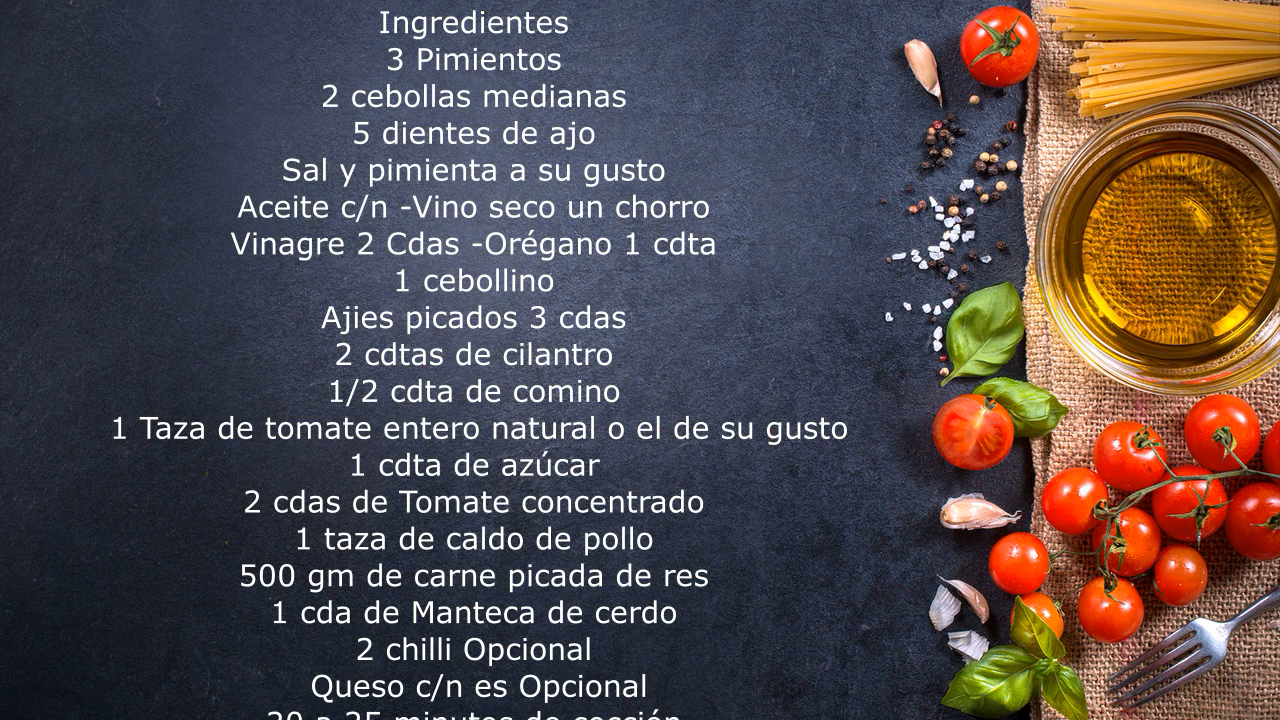 Ingredientes
3 Pimientos
2 cebollas medianas
5 dientes de ajo
Sal y pimienta a su gusto
Aceite c/n -Vino seco un chorro
Vinagre 2 Cdas -Orégano 1 cdta
1 cebollino
Ajies picados 3 cdas
2 cdtas de cilantro
1/2 cdta de comino
1 Taza de tomate entero natural o el de su gusto
1 cdta de azúcar
2 cdas de Tomate concentrado
1 taza de caldo de pollo
500 gm de carne picada de res
1 cda de Manteca de cerdo
2 chilli Opcional
Queso c/n es Opcional